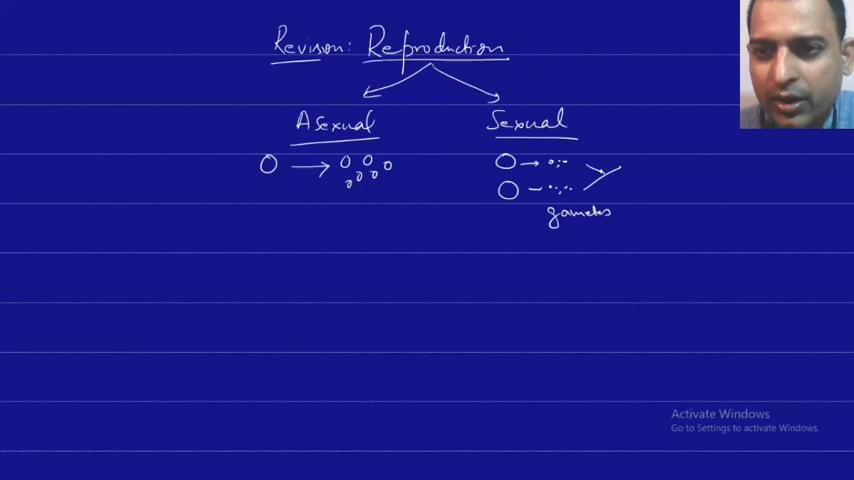 Revision: Reproduction
Asexual
Sexual
gametes
Activate Windows
Go to Settings to activate Windows.